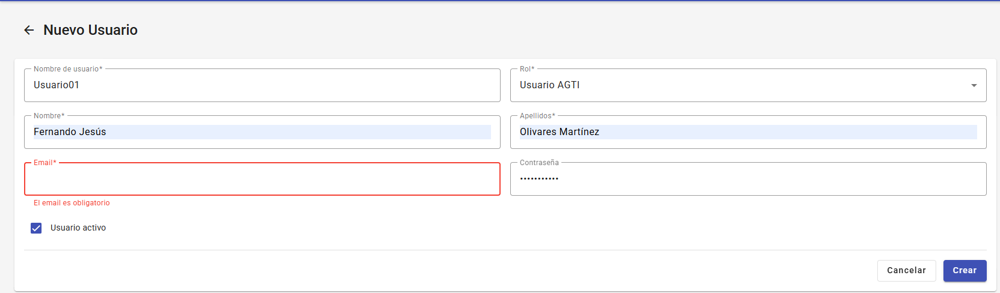 Nuevo Usuario
Nombre de usuario*
Usuario01
Rol*
Usuario AGTI
Nombre*
Fernando Jesús
Apellidos*
Olivares Martínez
Email*
El email es obligatorio
Contraseña
•••••••••••
Usuario activo
Cancelar
Crear